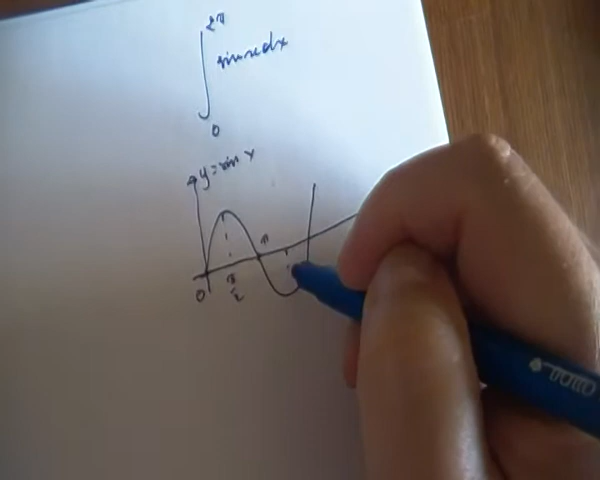 2π
∫ sin x dx
0
y = sin x
π
0
π/2